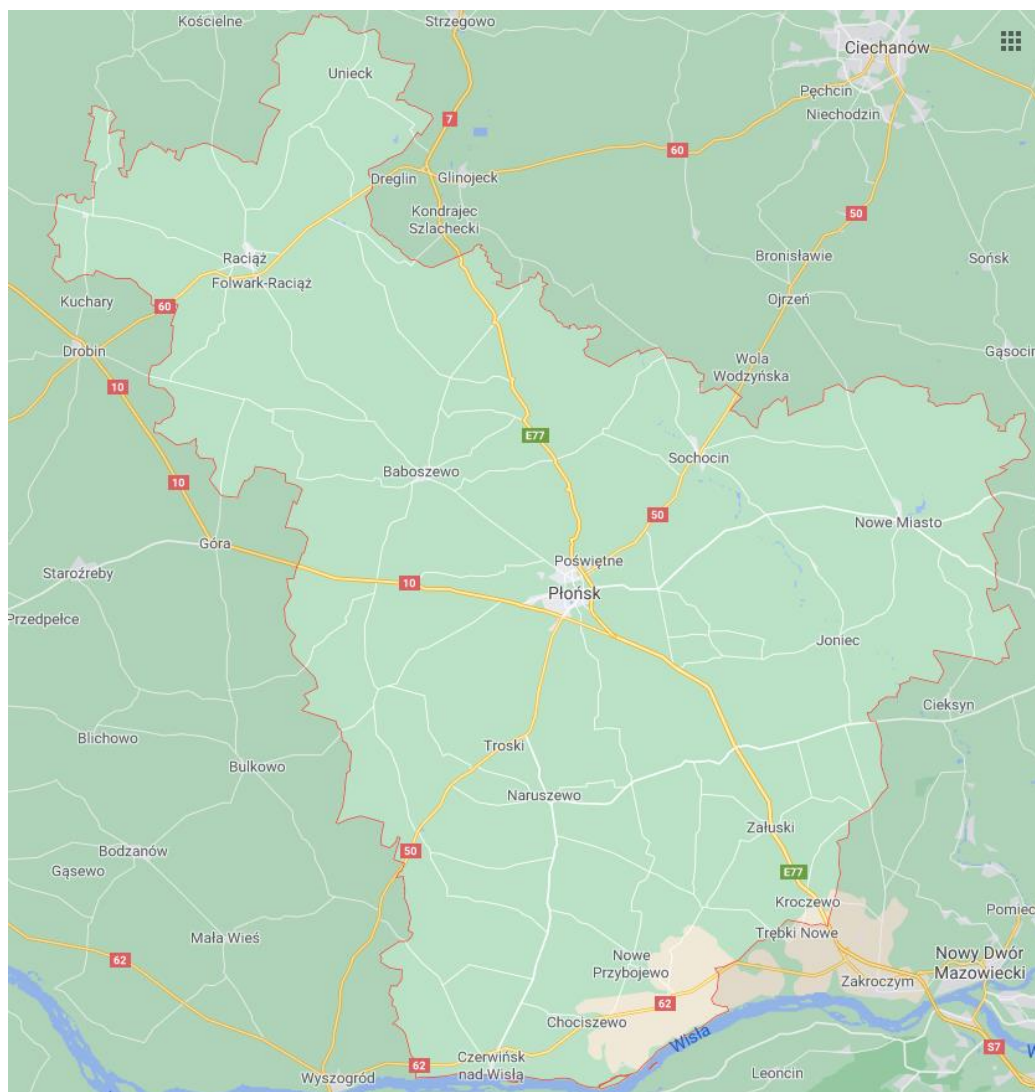 Kościelne
Strzegowo
Ciechanów
Unieck
Pęchcin
Niechodzin
7
60
Dreglin
Glinojeck
Kondrajec
Szlachecki
50
Raciąż
Folwark-Raciąż
Bronisławie
Sońsk
Kuchary
60
Ojrzeń
Drobin
Gąsocin
Wola
Wodzyńska
10
E77
Baboszewo
Sochocin
10
50
Nowe Miasto
Góra
Staroźreby
Poświętne
10
Płońsk
Przedpełce
Joniec
Cieksyn
Blichowo
Troski
Bulkowo
Naruszewo
Załuski
Bodzanów
50
Gąsewo
E77
Kroczewo
Pomiec
Mała Wieś
Trębki Nowe
62
Nowe
Przybojewo
Nowy Dwór
Mazowiecki
Zakroczym
62
Chociszewo
Wisła
S7
W
62
Czerwińsk
nad Wisłą
Wyszogród
Leoncin